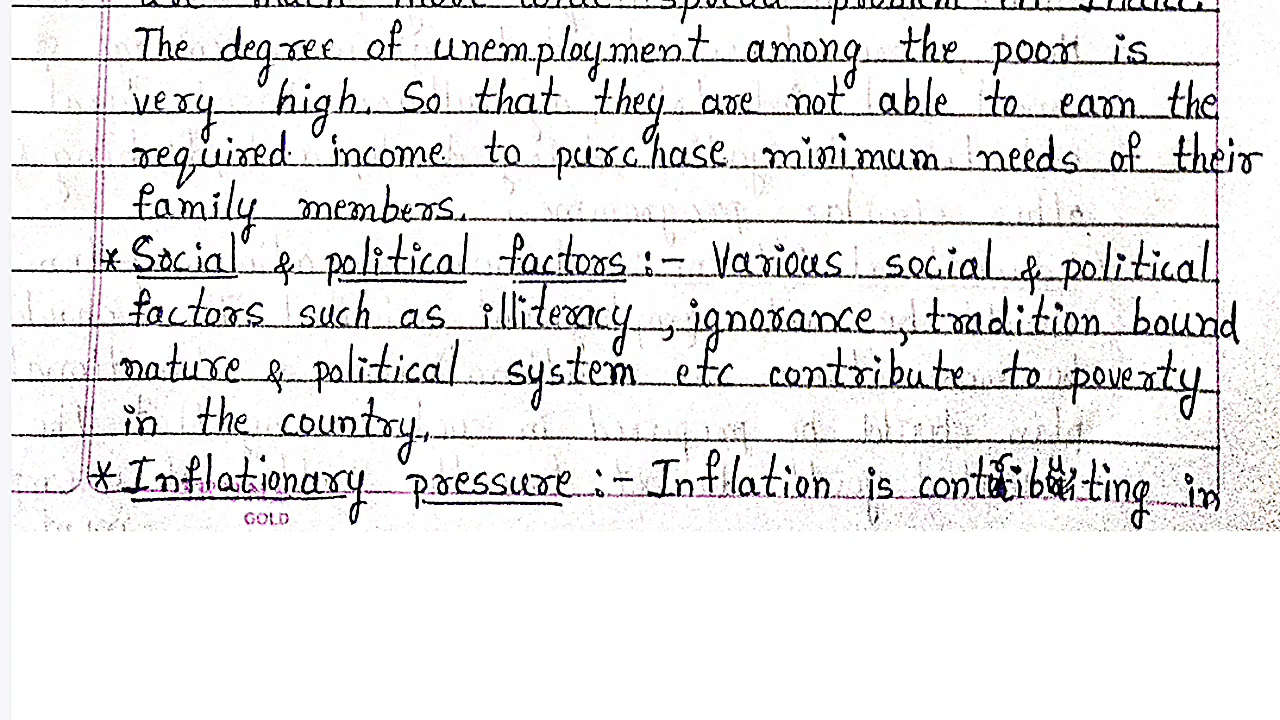 The degree of unemployment among the poor is
very high. So that they are not able to earn the
required income to purchase minimum needs of their
family members.
* Social & political factors :- Various social & political
factors such as illiteracy, ignorance, tradition bound
nature & political system etc contribute to poverty
in the country.
* Inflationary pressure :- Inflation is contributing in
GOLD